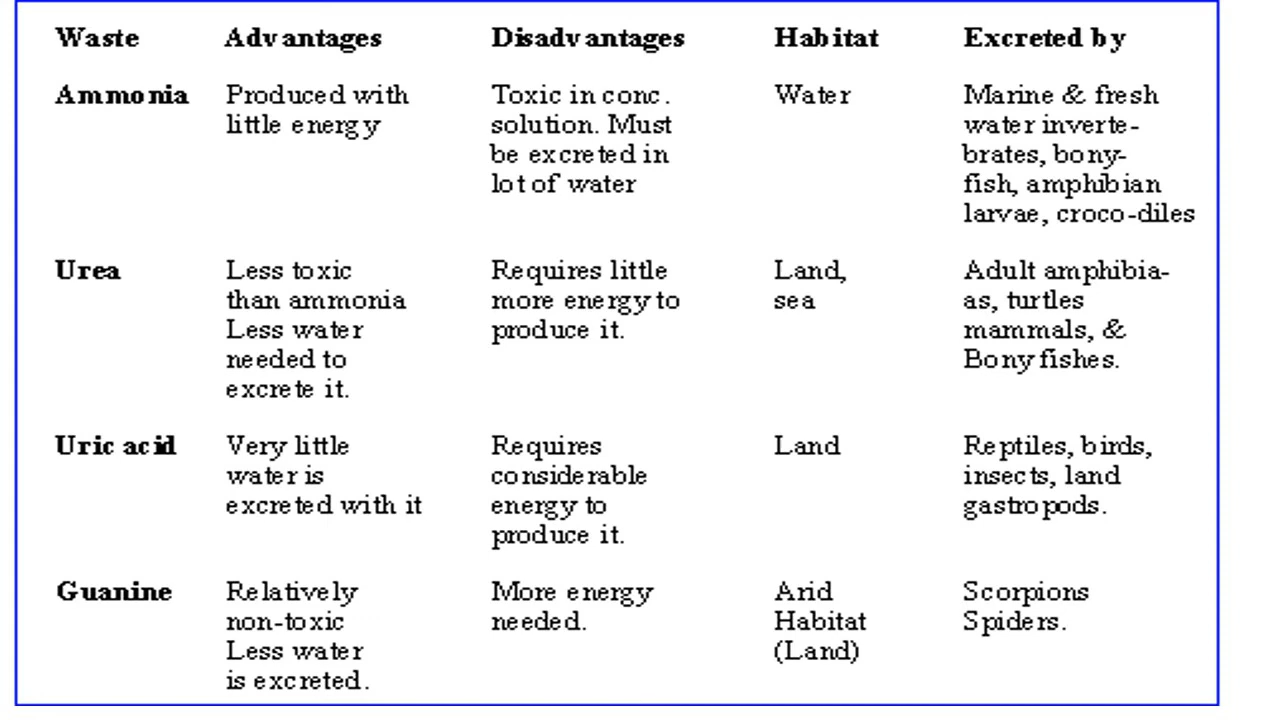 Waste Advantages Disadvantages Habitat Excreted by
Ammonia Produced with Toxic in conc. Water Marine & fresh
little energy solution. Must water inverte-
be excreted in brates, bony-
lot of water fish, amphibian
larvae, croco-diles
Urea Less toxic Requires little Land, Adult amphibia-
than ammonia more energy to sea as, turtles
Less water produce it. mammals, &
needed to Bony fishes.
excrete it.
Uric acid Very little Requires Land Reptiles, birds,
water is considerable insects, land
excreted with it energy to gastropods.
produce it.
Guanine Relatively More energy Arid Scorpions
non-toxic needed. Habitat Spiders.
Less water (Land)
is excreted.